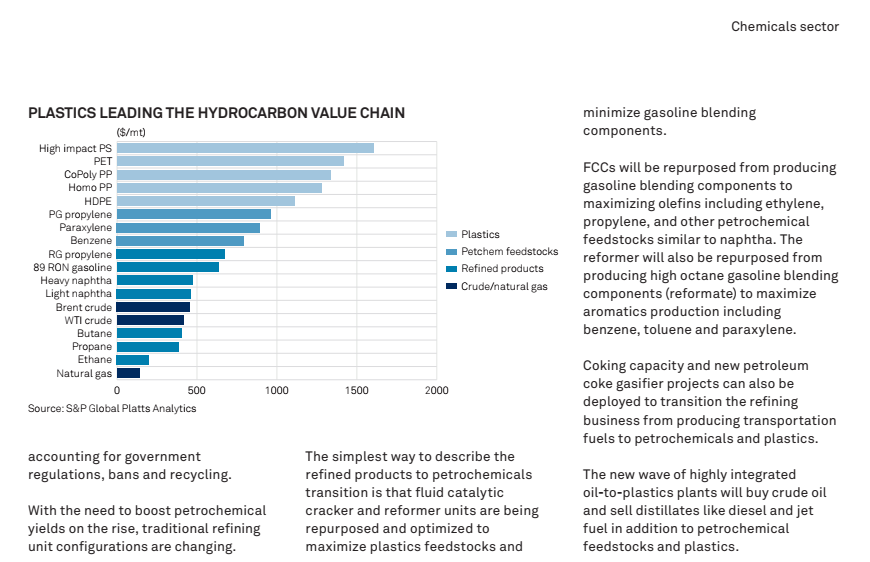 Chemicals sector
PLASTICS LEADING THE HYDROCARBON VALUE CHAIN
($/mt)
High impact PS
PET
CoPoly PP
Homo PP
HDPE
PG propylene
Paraxylene
Benzene
RG propylene
89 RON gasoline
Heavy naphtha
Light naphtha
Brent crude
WTI crude
Butane
Propane
Ethane
Natural gas
0 500 1000 1500 2000
Plastics
Petchem feedstocks
Refined products
Crude/natural gas
Source: S&P Global Platts Analytics
accounting for government
regulations, bans and recycling.
With the need to boost petrochemical
yields on the rise, traditional refining
unit configurations are changing.
The simplest way to describe the
refined products to petrochemicals
transition is that fluid catalytic
cracker and reformer units are being
repurposed and optimized to
maximize plastics feedstocks and
minimize gasoline blending
components.
FCCs will be repurposed from producing
gasoline blending components to
maximizing olefins including ethylene,
propylene, and other petrochemical
feedstocks similar to naphtha. The
reformer will also be repurposed from
producing high octane gasoline blending
components (reformate) to maximize
aromatics production including
benzene, toluene and paraxylene.
Coking capacity and new petroleum
coke gasifier projects can also be
deployed to transition the refining
business from producing transportation
fuels to petrochemicals and plastics.
The new wave of highly integrated
oil-to-plastics plants will buy crude oil
and sell distillates like diesel and jet
fuel in addition to petrochemical
feedstocks and plastics.